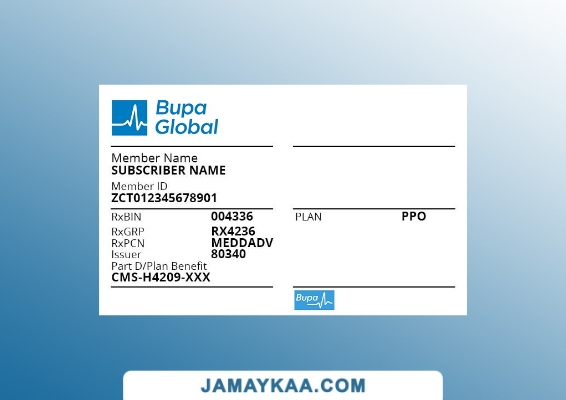 Bupa
Global
Member Name
SUBSCRIBER NAME
Member ID
ZCT012345678901
RxBIN 004336
PLAN PPO
RxGRP RX4236
RxPCN MEDDADV
Issuer 80340
Part D/Plan Benefit
CMS-H4209-XXX
Bupa
JAMAYKAA.COM